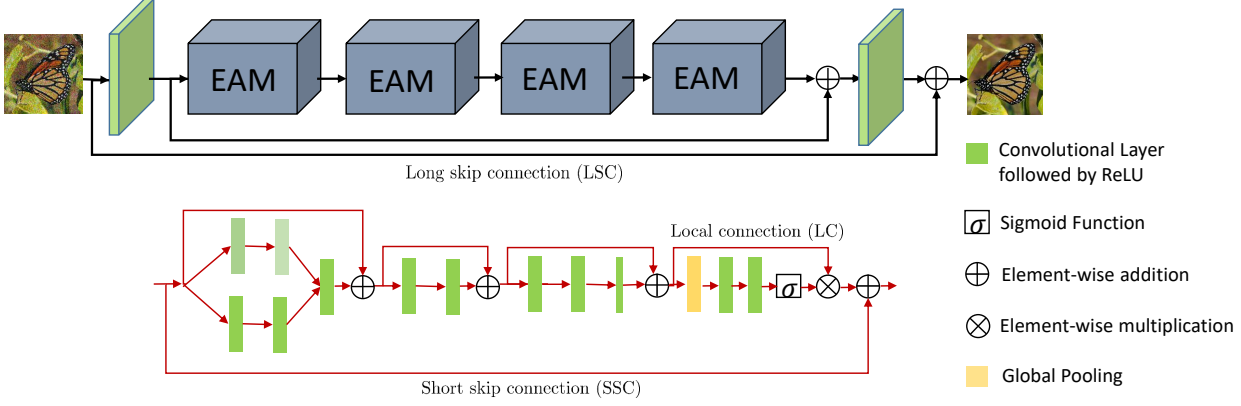 EAM
EAM
EAM
EAM
Long skip connection (LSC)
Convolutional Layer
followed by ReLU
σ Sigmoid Function
Element-wise addition
Element-wise multiplication
Global Pooling
Local connection (LC)
σ
Short skip connection (SSC)